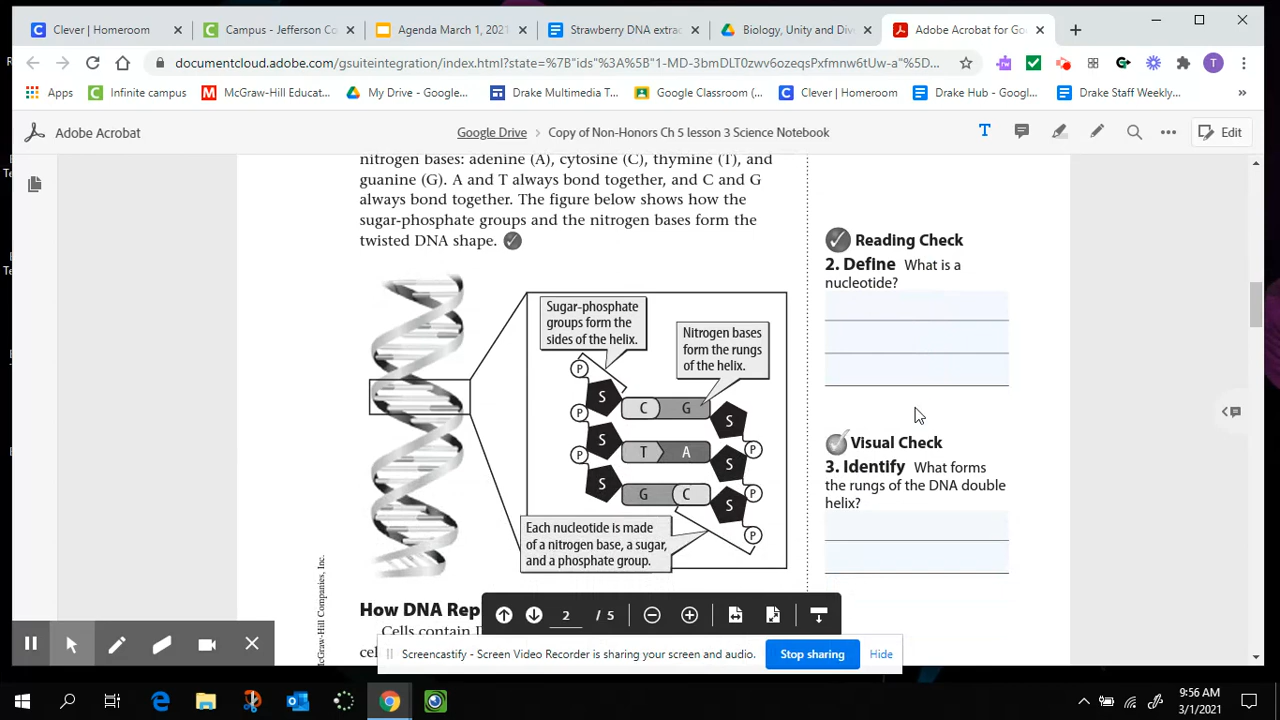 Clever | Homeroom
Campus - Jefferson Co
Agenda March 1, 2021
Strawberry DNA extrac
Biology, Unity and Div
Adobe Acrobat for Go
documentcloud.adobe.com/gsuiteintegration/index.html?state=%7B"ids"%3A%5B"1-MD-3bmDLT0zwv6ozeqsPxfmnw6tUw-a"%5D...
T
Apps
Infinite campus
McGraw-Hill Educat...
My Drive - Google...
Drake Multimedia T...
Google Classroom (...
Clever | Homeroom
Drake Hub - Googl...
Drake Staff Weekly...
Adobe Acrobat
Google Drive > Copy of Non-Honors Ch 5 lesson 3 Science Notebook
Edit
nitrogen bases: adenine (A), cytosine (C), thymine (T), and
guanine (G). A and T always bond together, and C and G
always bond together. The figure below shows how the
sugar-phosphate groups and the nitrogen bases form the
twisted DNA shape.
Sugar-phosphate
groups form the
sides of the helix.
Nitrogen bases
form the rungs
of the helix.
P
S
C G
S
P
S
T A
P
S
P
S
G C
P
S
P
Each nucleotide is made
of a nitrogen base, a sugar,
and a phosphate group.
Reading Check
2. Define What is a
nucleotide?
Visual Check
3. Identify What forms
the rungs of the DNA double
helix?
McGraw-Hill Companies, Inc.
How DNA Rep
Cells contain
2 / 5
Screencastify - Screen Video Recorder is sharing your screen and audio.
Stop sharing
Hide
9:56 AM
3/1/2021